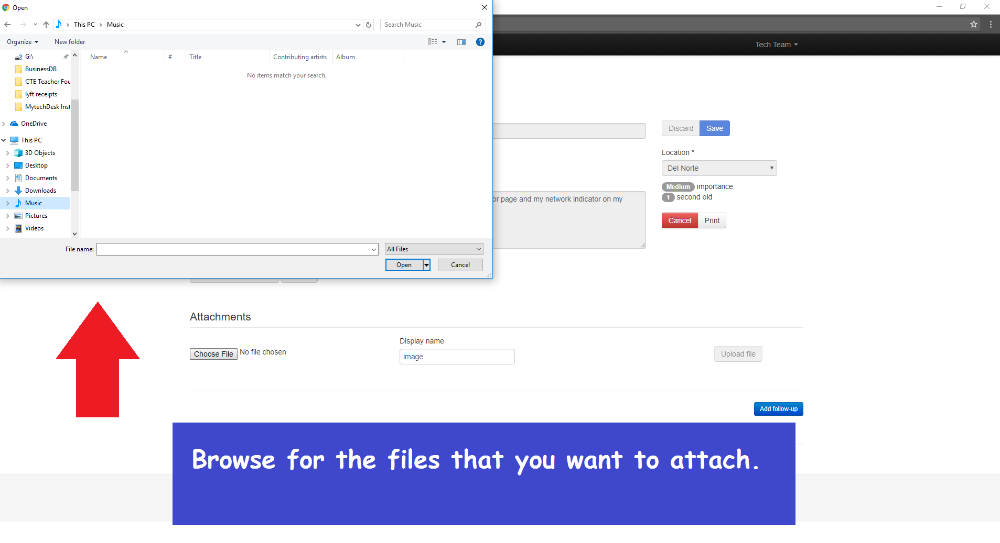 Open
This PC > Music
Search Music
Organize
New folder
G:\
BusinessDB
CTE Teacher Fou
lyft receipts
MytechDesk Inst
OneDrive
This PC
3D Objects
Desktop
Documents
Downloads
Music
Pictures
Videos
Name # Title Contributing artists Album
No items match your search.
File name:
All Files
Open
Cancel
Tech Team
Discard Save
Location *
Del Norte
Medium importance
1 second old
Cancel Print
or page and my network indicator on my
Attachments
Choose File No file chosen
Display name
image
Upload file
Add follow-up
Browse for the files that you want to attach.